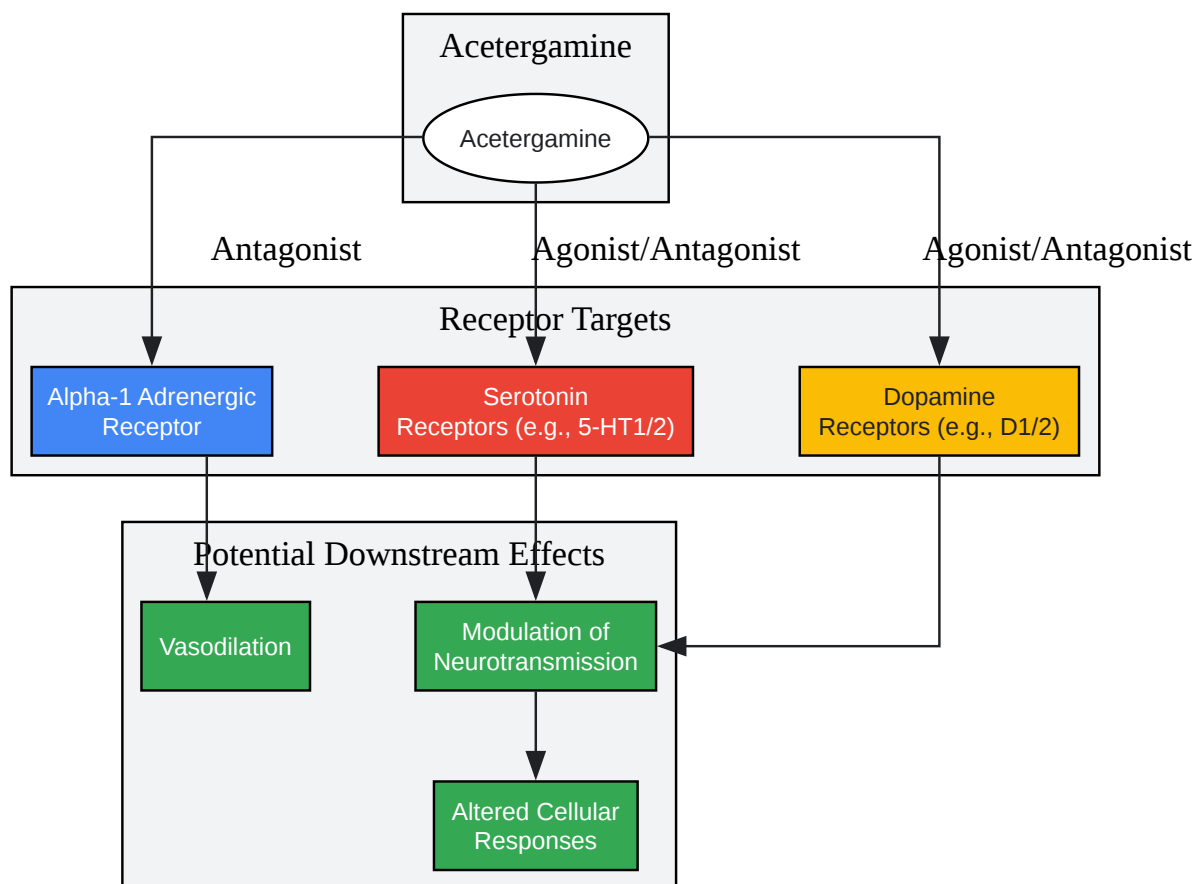 Acetergamine
Acetergamine
Antagonist
Agonist/Antagonist
Agonist/Antagonist
Receptor Targets
Alpha-1 Adrenergic
Receptor
Serotonin
Receptors (e.g., 5-HT1/2)
Dopamine
Receptors (e.g., D1/2)
Potential Downstream Effects
Vasodilation
Modulation of
Neurotransmission
Altered Cellular
Responses